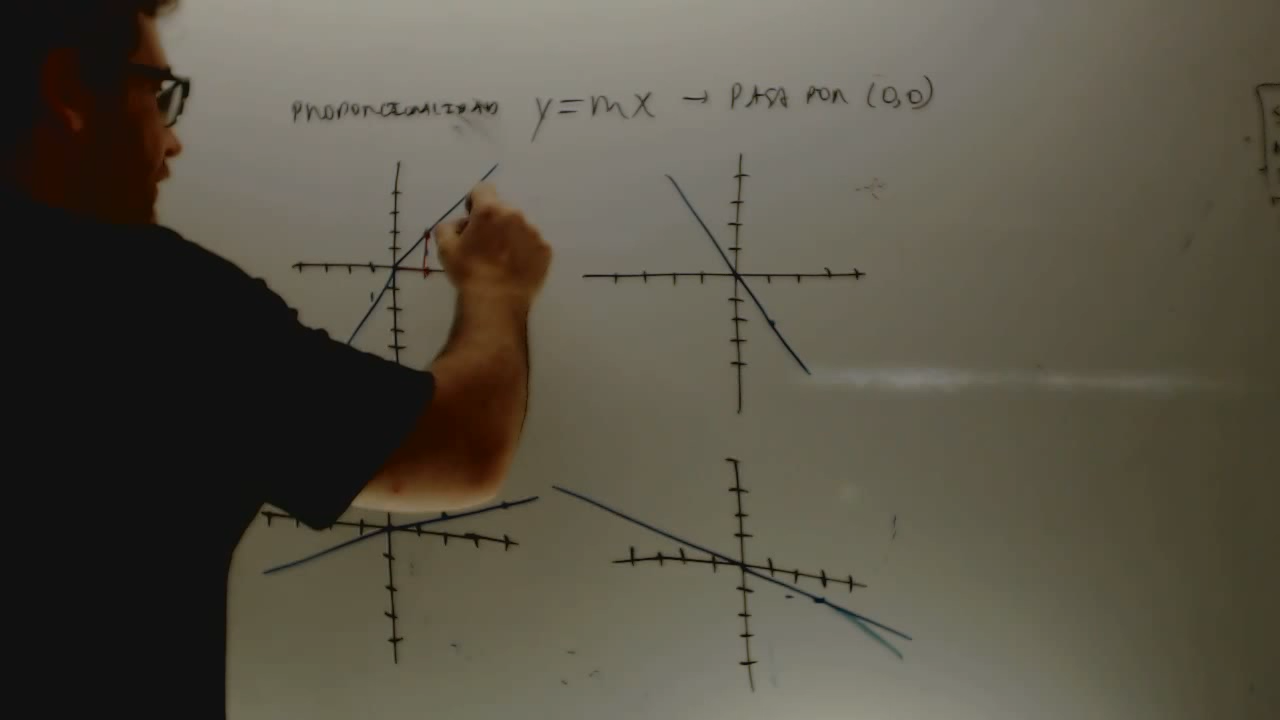 PROPORCIONALIDAD y=mx → PASA POR (0,0)